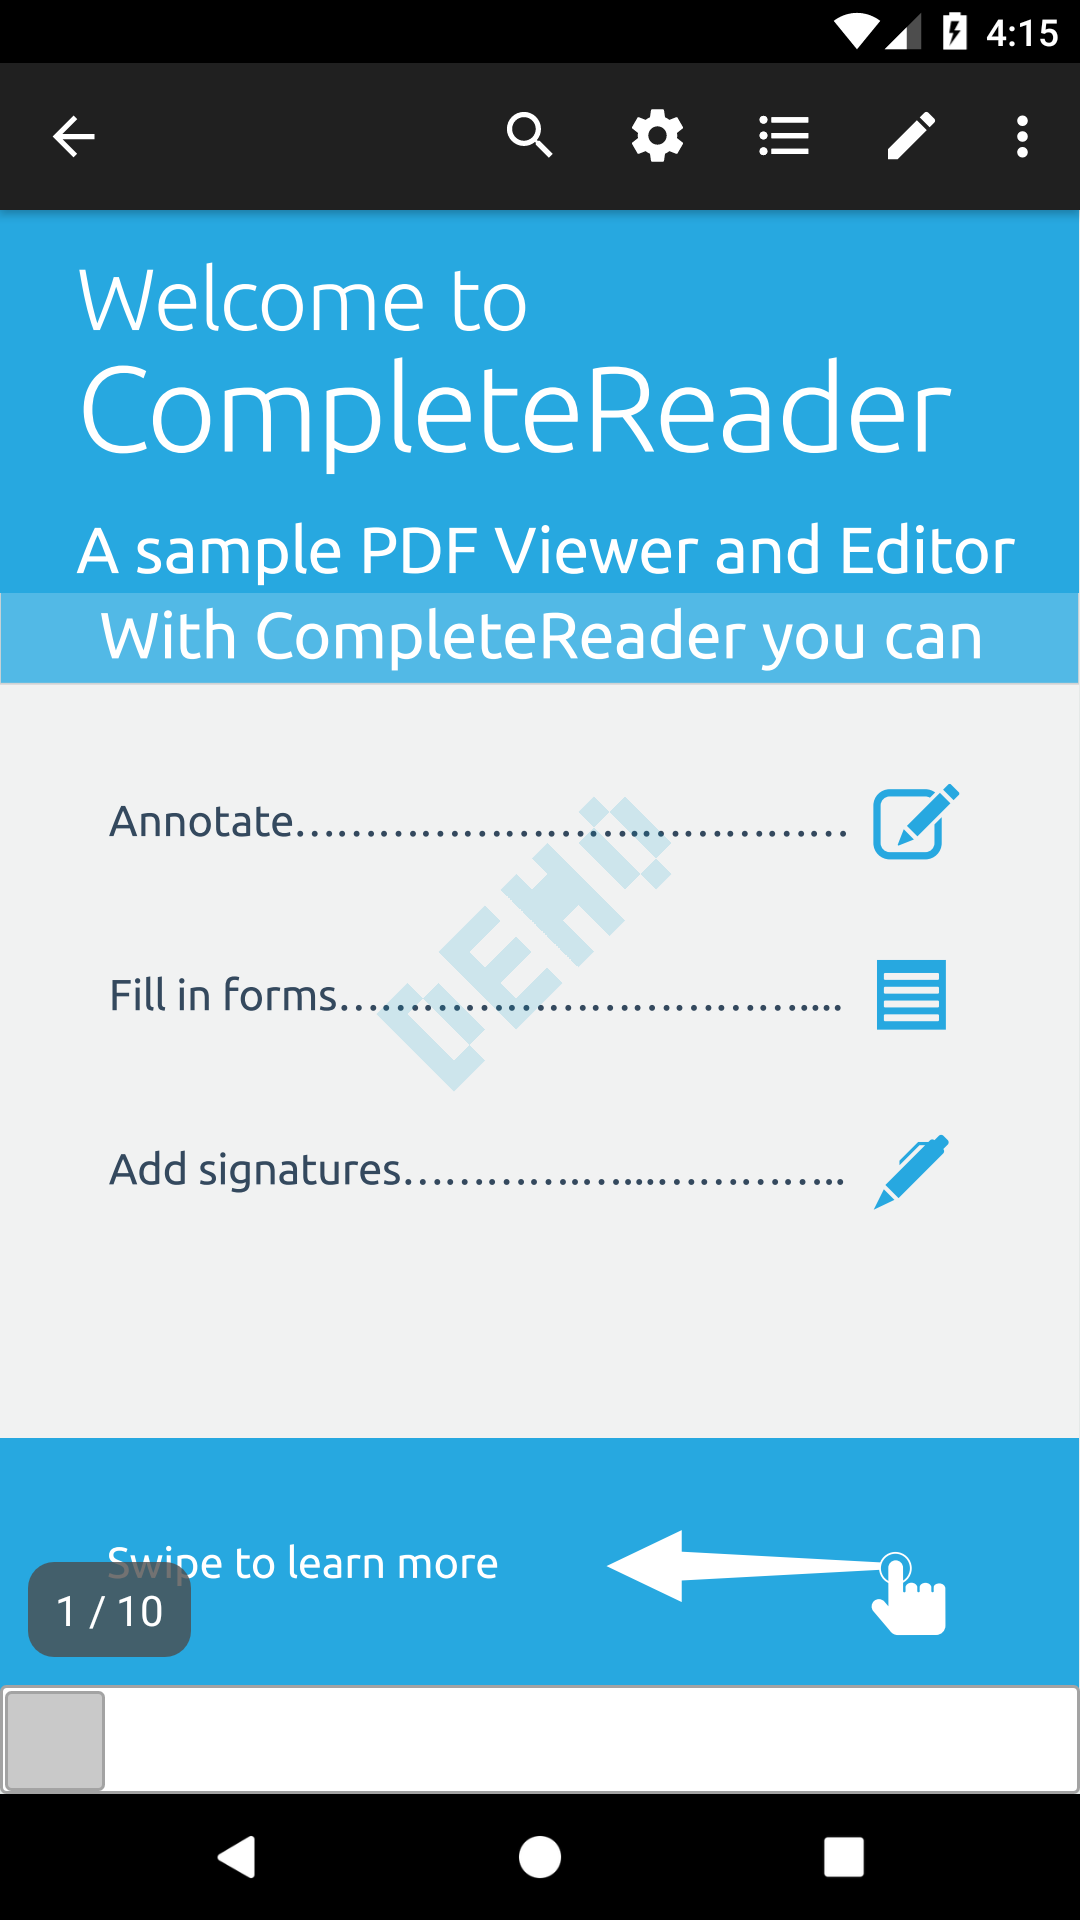 4:15
Welcome to
CompleteReader
A sample PDF Viewer and Editor
With CompleteReader you can
Annotate......................................
Fill in forms...................................
Add signatures................................
DEMO
Swipe to learn more
1 / 10